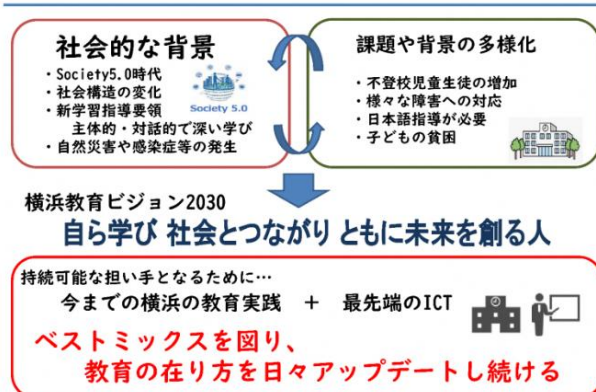 社会的な背景
・Society5.0時代
・社会構造の変化
・新学習指導要領
主体的・対話的で深い学び
・自然災害や感染症等の発生
Society 5.0
課題や背景の多様化
・不登校児童生徒の増加
・様々な障害への対応
・日本語指導が必要
・子どもの貧困
横浜教育ビジョン2030
自ら学び 社会とつながり ともに未来を創る人
持続可能な担い手となるために…
今までの横浜の教育実践 + 最先端のICT
ベストミックスを図り、
教育の在り方を日々アップデートし続ける